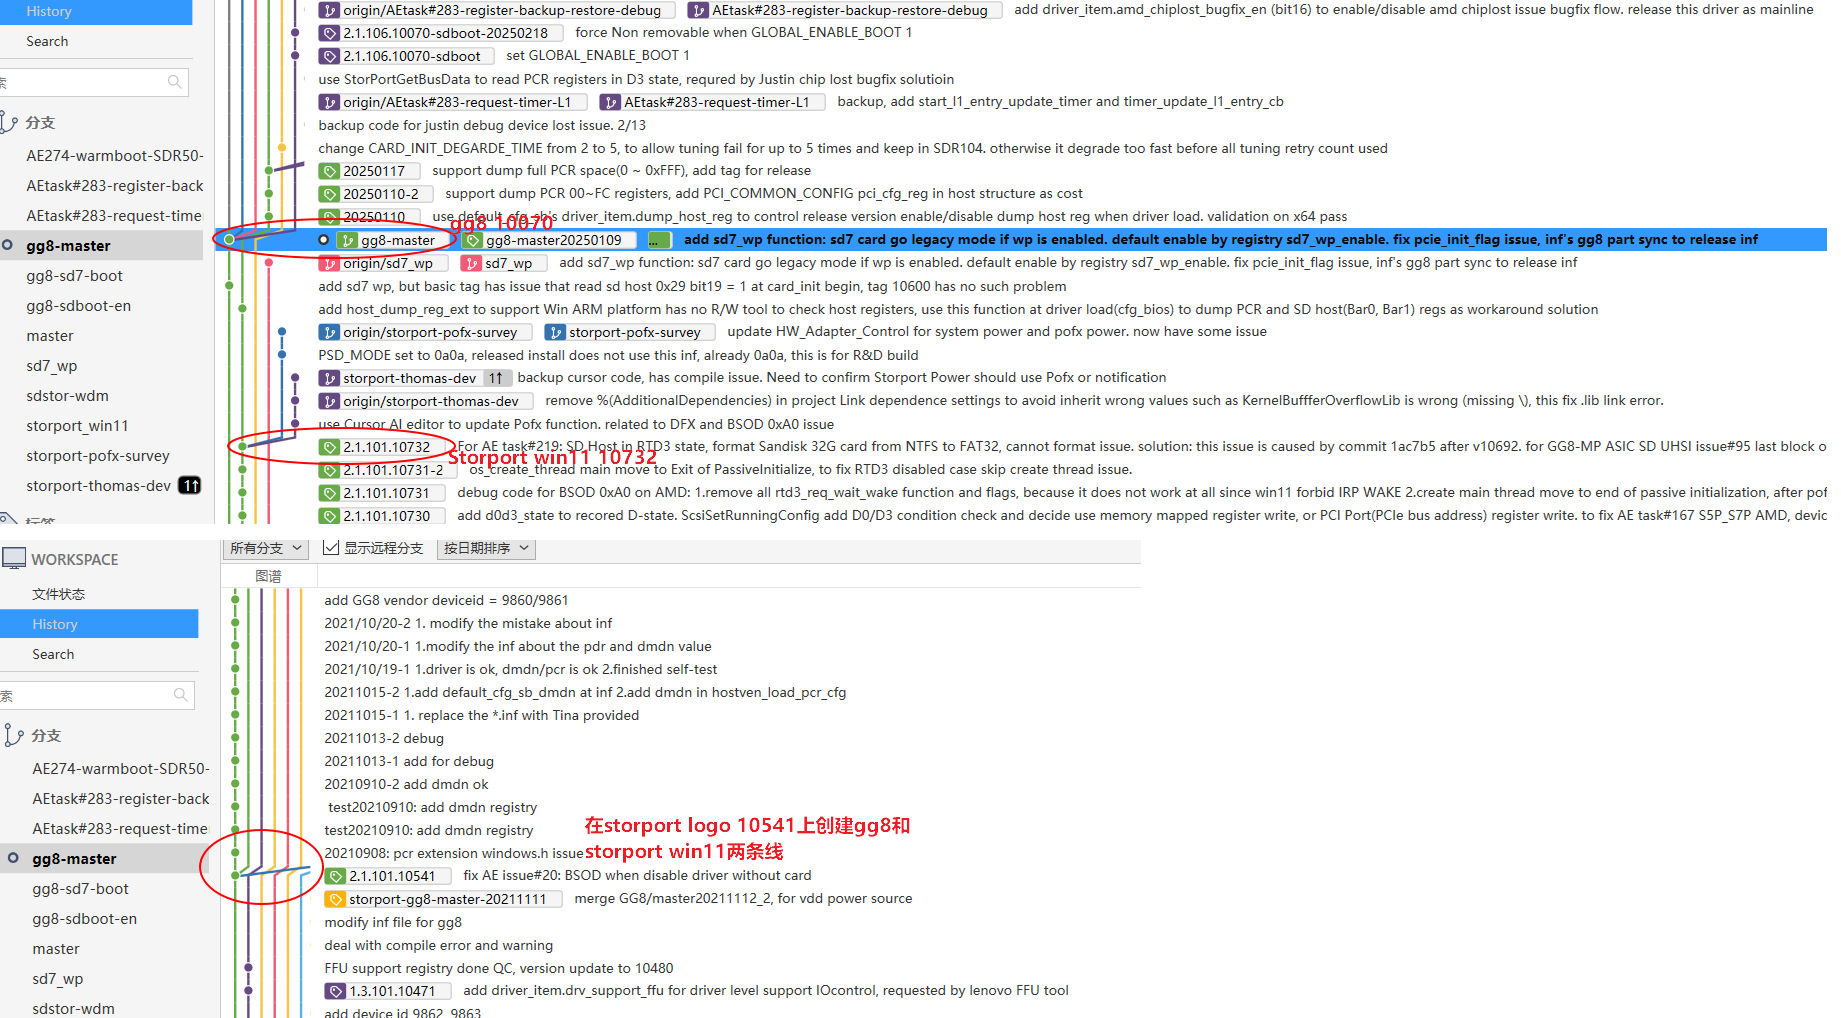 History
origin/AEtask#283-register-backup-restore-debug AEtask#283-register-backup-restore-debug add driver_item.amd_chiplost_bugfix_en (bit16) to enable/disable amd chiplost issue bugfix flow. release this driver as mainline
2.1.106.10070-sdboot-20250218 force Non removable when GLOBAL_ENABLE_BOOT 1
Search
2.1.106.10070-sdboot set GLOBAL_ENABLE_BOOT 1
use StorPortGetBusData to read PCR registers in D3 state, requred by Justin chip lost bugfix solutioin
索
origin/AEtask#283-request-timer-L1 AEtask#283-request-timer-L1 backup, add start_l1_entry_update_timer and timer_update_l1_entry_cb
分支
backup code for justin debug device lost issue. 2/13
change CARD_INIT_DEGARDE_TIME from 2 to 5, to allow tuning fail for up to 5 times and keep in SDR104. otherwise it degrade too fast before all tuning retry count used
AE274-warmboot-SDR50-
20250117 support dump full PCR space(0 ~ 0xFFF), add tag for release
AEtask#283-register-back
20250110-2 support dump PCR 00~FC registers, add PCI_COMMON_CONFIG pci_cfg_reg in host structure as cost
AEtask#283-request-time
20250110 use default_cfg_sb's driver_item.dump_host_reg to control release version enable/disable dump host reg when driver load. validation on x64 pass
gg8 10070
gg8-master
gg8-master gg8-master20250109 ... add sd7_wp function: sd7 card go legacy mode if wp is enabled. default enable by registry sd7_wp_enable. fix pcie_init_flag issue, inf's gg8 part sync to release inf
origin/sd7_wp sd7_wp add sd7_wp function: sd7 card go legacy mode if wp is enabled. default enable by registry sd7_wp_enable. fix pcie_init_flag issue, inf's gg8 part sync to release inf
gg8-sd7-boot
add sd7 wp, but basic tag has issue that read sd host 0x29 bit19 = 1 at card_init begin, tag 10600 has no such problem
gg8-sdboot-en
add host_dump_reg_ext to support Win ARM platform has no R/W tool to check host registers, use this function at driver load(cfg_bios) to dump PCR and SD host(Bar0, Bar1) regs as workaround solution
master
origin/storport-pofx-survey storport-pofx-survey update HW_Adapter_Control for system power and pofx power. now have some issue
PSD_MODE set to 0a0a, released install does not use this inf, already 0a0a, this is for R&D build
sd7_wp
storport-thomas-dev 1↑ backup cursor code, has compile issue. Need to confirm Storport Power should use Pofx or notification
sdstor-wdm
origin/storport-thomas-dev remove %(AdditionalDependencies) in project Link dependence settings to avoid inherit wrong values such as KernelBuffferOverflowLib is wrong (missing \), this fix .lib link error.
storport_win11
use Cursor AI editor to update Pofx function. related to DFX and BSOD 0xA0 issue
2.1.101.10732 For AE task#219: SD Host in RTD3 state, format Sandisk 32G card from NTFS to FAT32, cannot format issue. solution: this issue is caused by commit 1ac7b5 after v10692. for GG8-MP ASIC SD UHSI issue#95 last block o
Storport win11 10732
storport-pofx-survey
2.1.101.10731-2 os_create_thread main move to Exit of PassiveInitialize, to fix RTD3 disabled case skip create thread issue.
storport-thomas-dev 1↑
2.1.101.10731 debug code for BSOD 0xA0 on AMD: 1.remove all rtd3_req_wait_wake function and flags, because it does not work at all since win11 forbid IRP WAKE 2.create main thread move to end of passive initialization, after pof
2.1.101.10730 add d0d3_state to recored D-state. ScsiSetRunningConfig add D0/D3 condition check and decide use memory mapped register write, or PCI Port(PCIe bus address) register write. to fix AE task#167 S5P_S7P AMD, devic
标签
所有分支 显示远程分支 按日期排序
WORKSPACE
图谱
文件状态
add GG8 vendor deviceid = 9860/9861
History
2021/10/20-2 1. modify the mistake about inf
2021/10/20-1 1.modify the inf about the pdr and dmdn value
Search
2021/10/19-1 1.driver is ok, dmdn/pcr is ok 2.finished self-test
索
20211015-2 1.add default_cfg_sb_dmdn at inf 2.add dmdn in hostven_load_pcr_cfg
20211015-1 1. replace the *.inf with Tina provided
分支
20211013-2 debug
20211013-1 add for debug
AE274-warmboot-SDR50-
20210910-2 add dmdn ok
AEtask#283-register-back
test20210910: add dmdn registry
AEtask#283-request-time
test20210910: add dmdn registry
在storport logo 10541上创建gg8和
storport win11两条线
gg8-master
20210908: pcr extension windows.h issue
2.1.101.10541 fix AE issue#20: BSOD when disable driver without card
gg8-sd7-boot
storport-gg8-master-20211111 merge GG8/master20211112_2, for vdd power source
gg8-sdboot-en
modify inf file for gg8
master
deal with compile error and warning
sd7_wp
FFU support registry done QC, version update to 10480
1.3.101.10471 add driver_item.drv_support_ffu for driver level support IOcontrol, requested by lenovo FFU tool
sdstor-wdm
add device id 9862, 9863